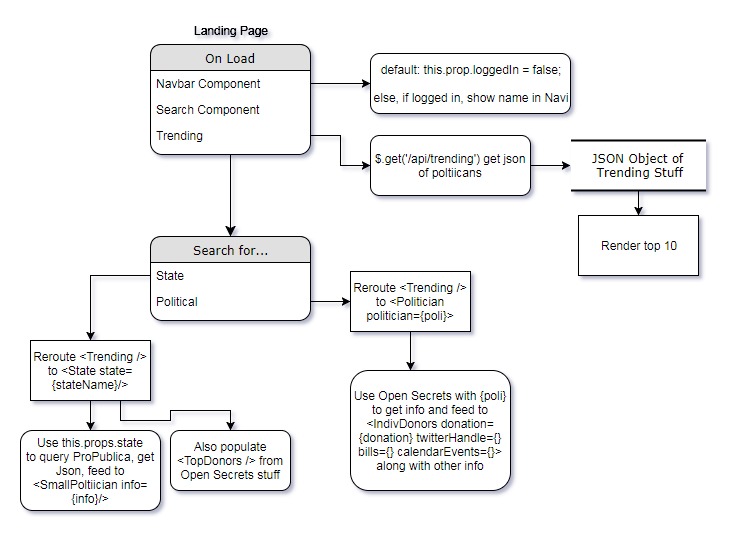 Landing Page
On Load
Navbar Component
Search Component
Trending
default: this.prop.loggedIn = false;
else, if logged in, show name in Navi
$.get('/api/trending') get json
of poltiicans
JSON Object of
Trending Stuff
Render top 10
Search for...
State
Political
Reroute <Trending />
to <Politician
politician={poli}>
Reroute <Trending />
to <State state=
{stateName}/>
Use Open Secrets with {poli}
to get info and feed to
<IndivDonors donation=
{donation} twitterHandle={}
bills={} calendarEvents={}>
along with other info
Use this.props.state
to query ProPublica, get
Json, feed to
<SmallPoltiician info=
{info}/>
Also populate
<TopDonors /> from
Open Secrets stuff